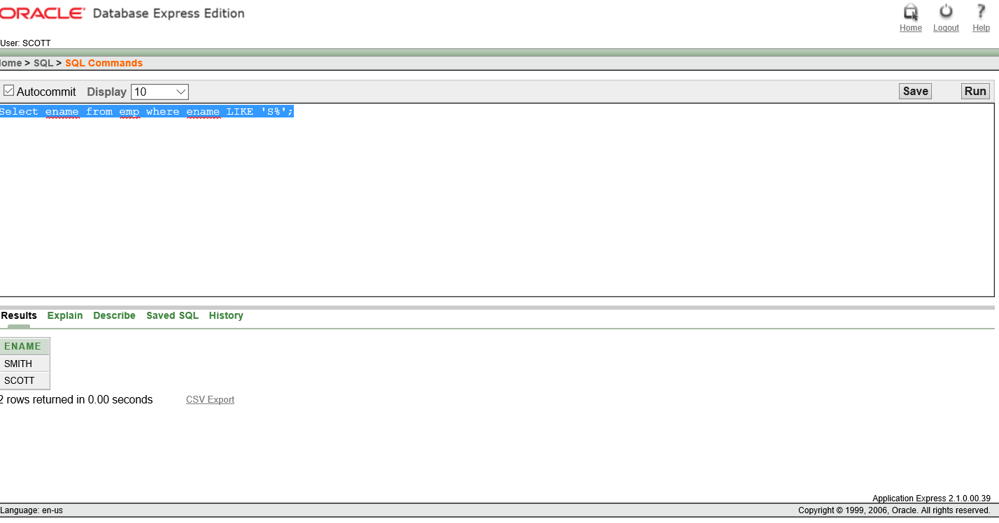 ORACLE Database Express Edition
Home Logout Help
User: SCOTT
ome > SQL > SQL Commands
Autocommit Display 10 Save Run
Select ename from emp where ename LIKE 'S%';
Results Explain Describe Saved SQL History
ENAME
SMITH
SCOTT
2 rows returned in 0.00 seconds CSV Export
Application Express 2.1.0.00.39
Language: en-us Copyright © 1999, 2006, Oracle. All rights reserved.